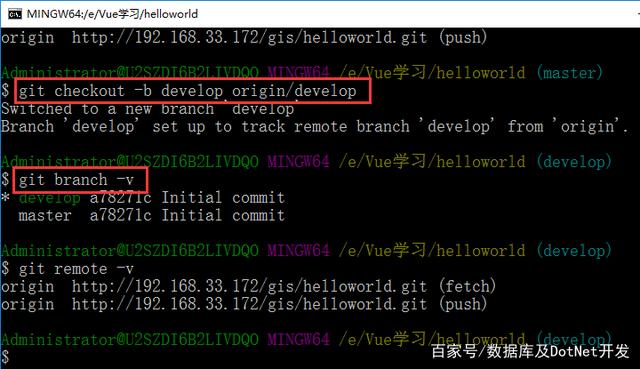 MINGW64:/e/Vue学习/helloworld
origin  http://192.168.33.172/gis/helloworld.git (push)
Administrator@U2SZDI6B2LIVDQO MINGW64 /e/Vue学习/helloworld (master)
$ git checkout -b develop origin/develop
Switched to a new branch 'develop'
Branch 'develop' set up to track remote branch 'develop' from 'origin'.
Administrator@U2SZDI6B2LIVDQO MINGW64 /e/Vue学习/helloworld (develop)
$ git branch -v
* develop a78271c Initial commit
  master  a78271c Initial commit
Administrator@U2SZDI6B2LIVDQO MINGW64 /e/Vue学习/helloworld (develop)
$ git remote -v
origin  http://192.168.33.172/gis/helloworld.git (fetch)
origin  http://192.168.33.172/gis/helloworld.git (push)
Administrator@U2SZDI6B2LIVDQO MINGW64 /e/Vue学习/helloworld (develop)
$
百家号/数据库及DotNet开发